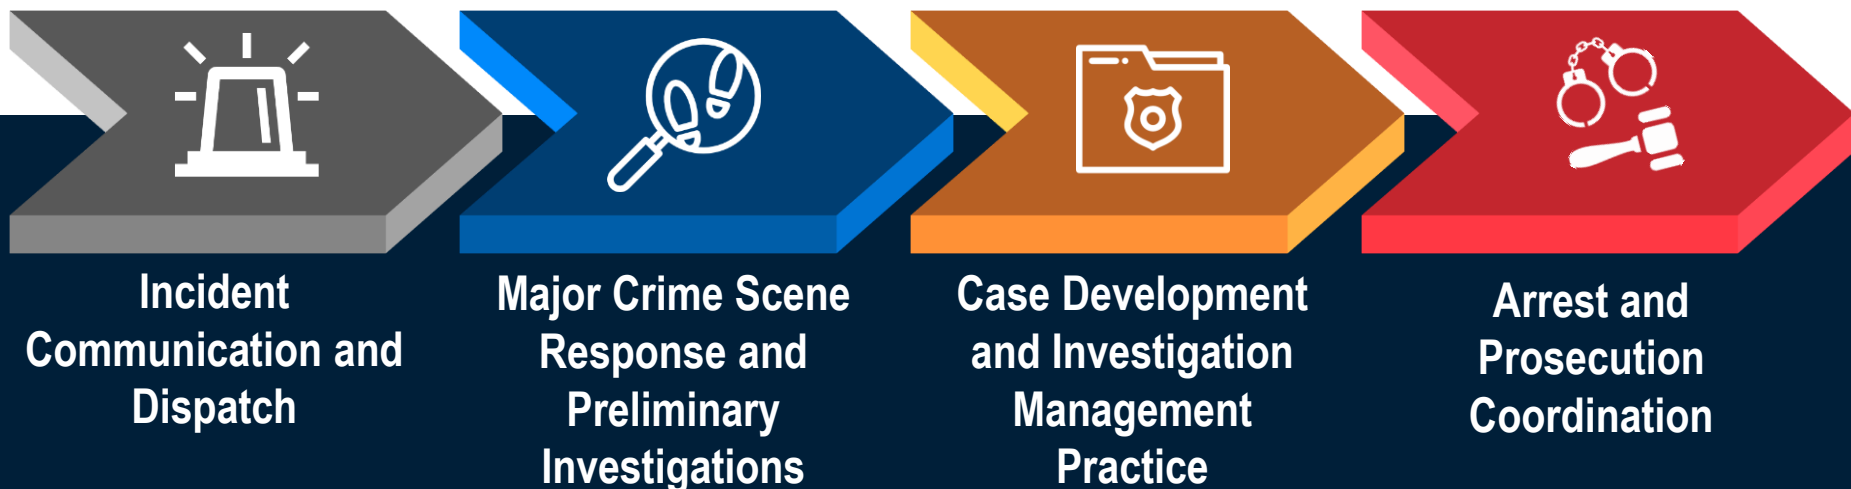 Incident
Communication and
Dispatch
Major Crime Scene
Response and
Preliminary
Investigations
Case Development
and Investigation
Management
Practice
Arrest and
Prosecution
Coordination